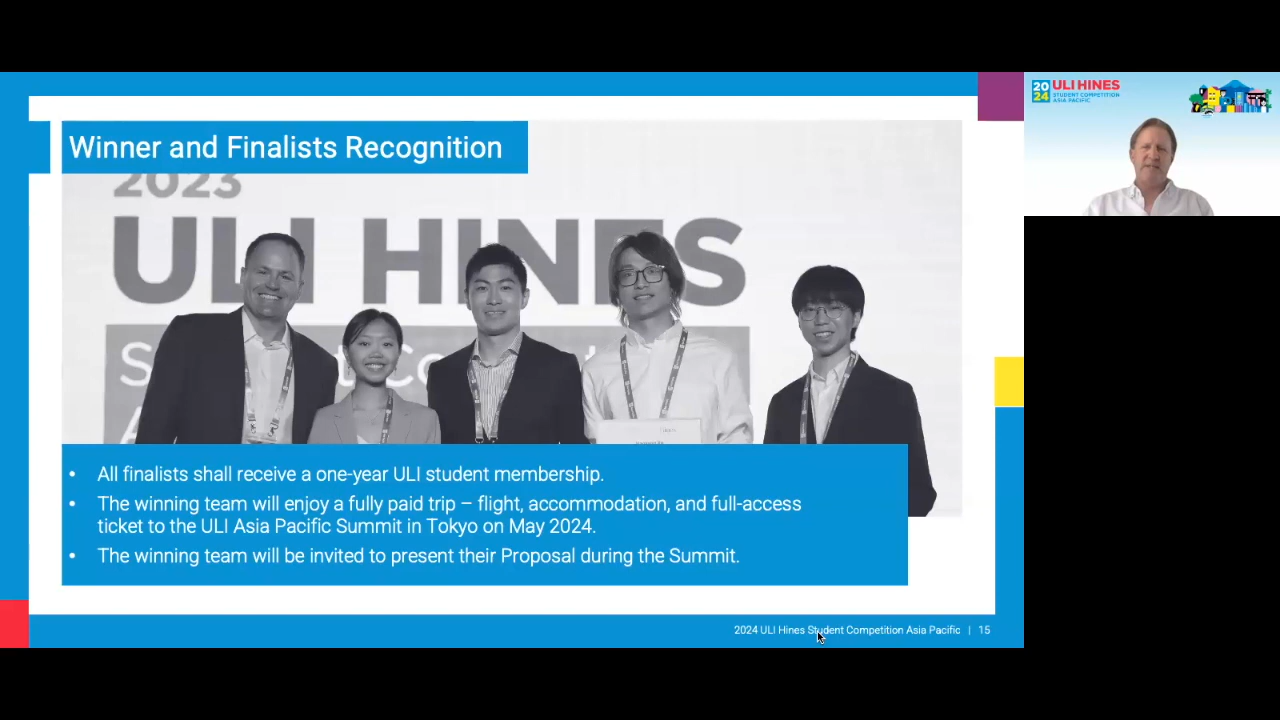 Winner and Finalists Recognition
2023
ULI HINES
• All finalists shall receive a one-year ULI student membership.
• The winning team will enjoy a fully paid trip – flight, accommodation, and full-access
ticket to the ULI Asia Pacific Summit in Tokyo on May 2024.
• The winning team will be invited to present their Proposal during the Summit.
2024 ULI Hines Student Competition Asia Pacific | 15
2024
ULI HINES
STUDENT COMPETITION
ASIA PACIFIC